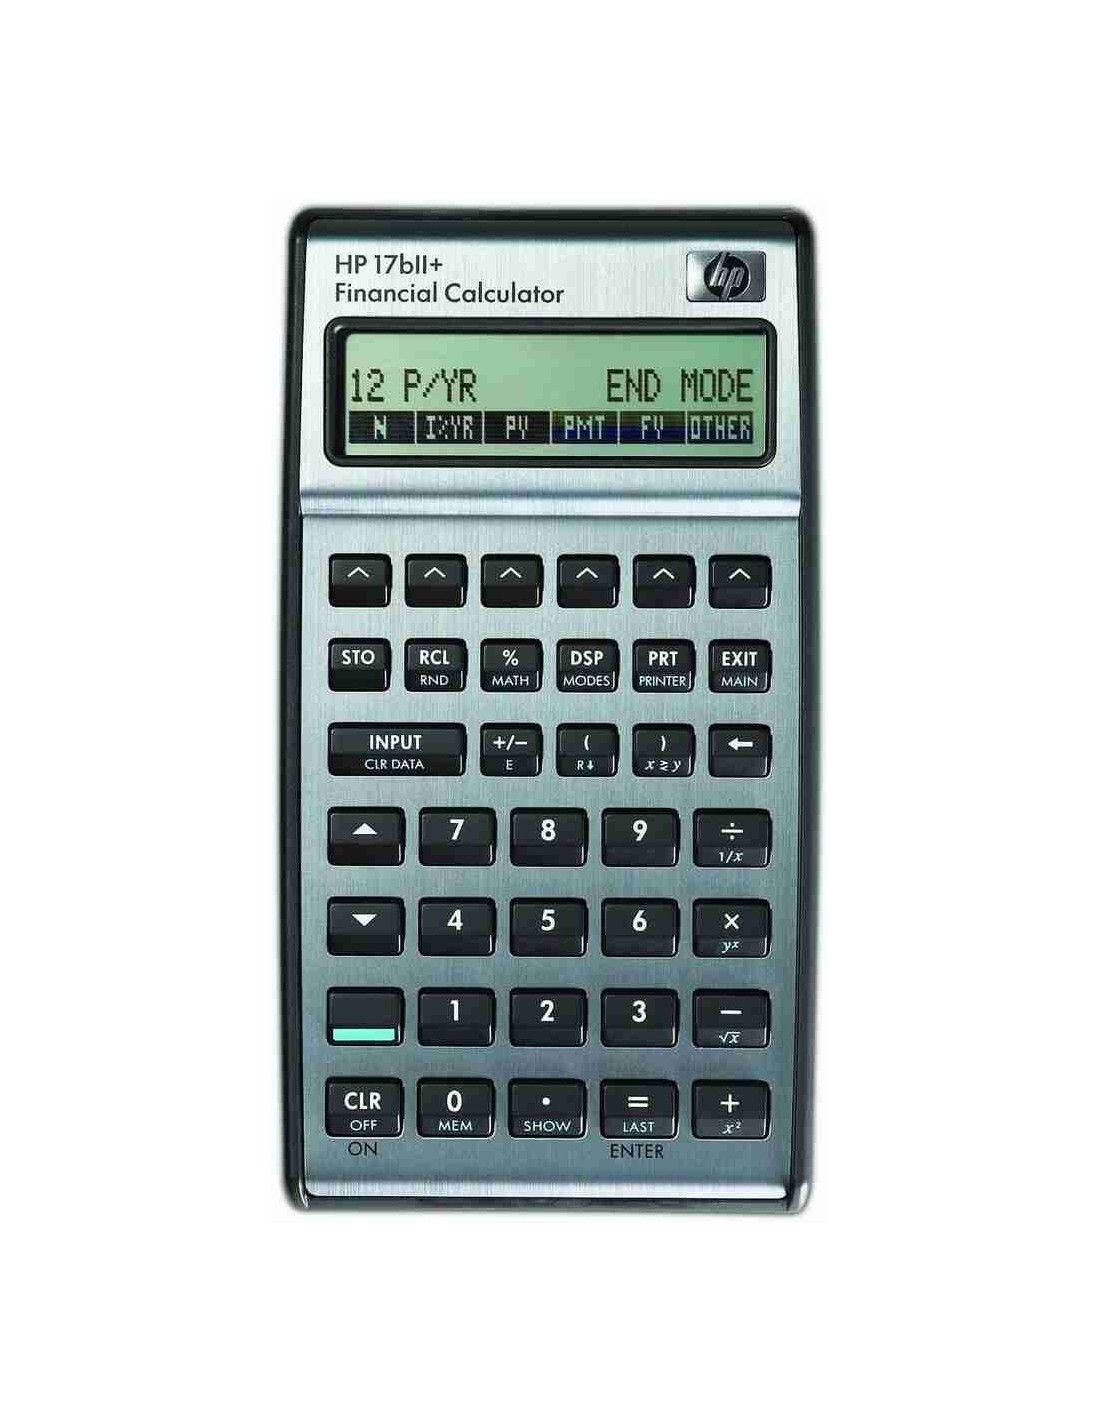 HP 17bII+
Financial Calculator
hp
12 P/YR END MODE
N I%YR PV PMT FV OTHER
STO RCL % DSP PRT EXIT
RND MATH MODES PRINTER MAIN
INPUT +/− ( )
CLR DATA E R↓ x≷y
7 8 9 ÷
1/x
4 5 6 ×
yˣ
1 2 3 −
√x
CLR 0 · = +
OFF MEM SHOW LAST x²
ON ENTER